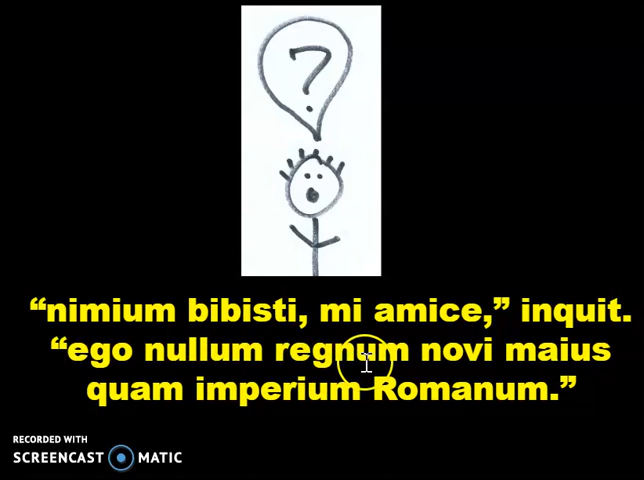 ?
“nimium bibisti, mi amice,” inquit.
“ego nullum regnum novi maius
quam imperium Romanum.”
RECORDED WITH
SCREENCAST MATIC